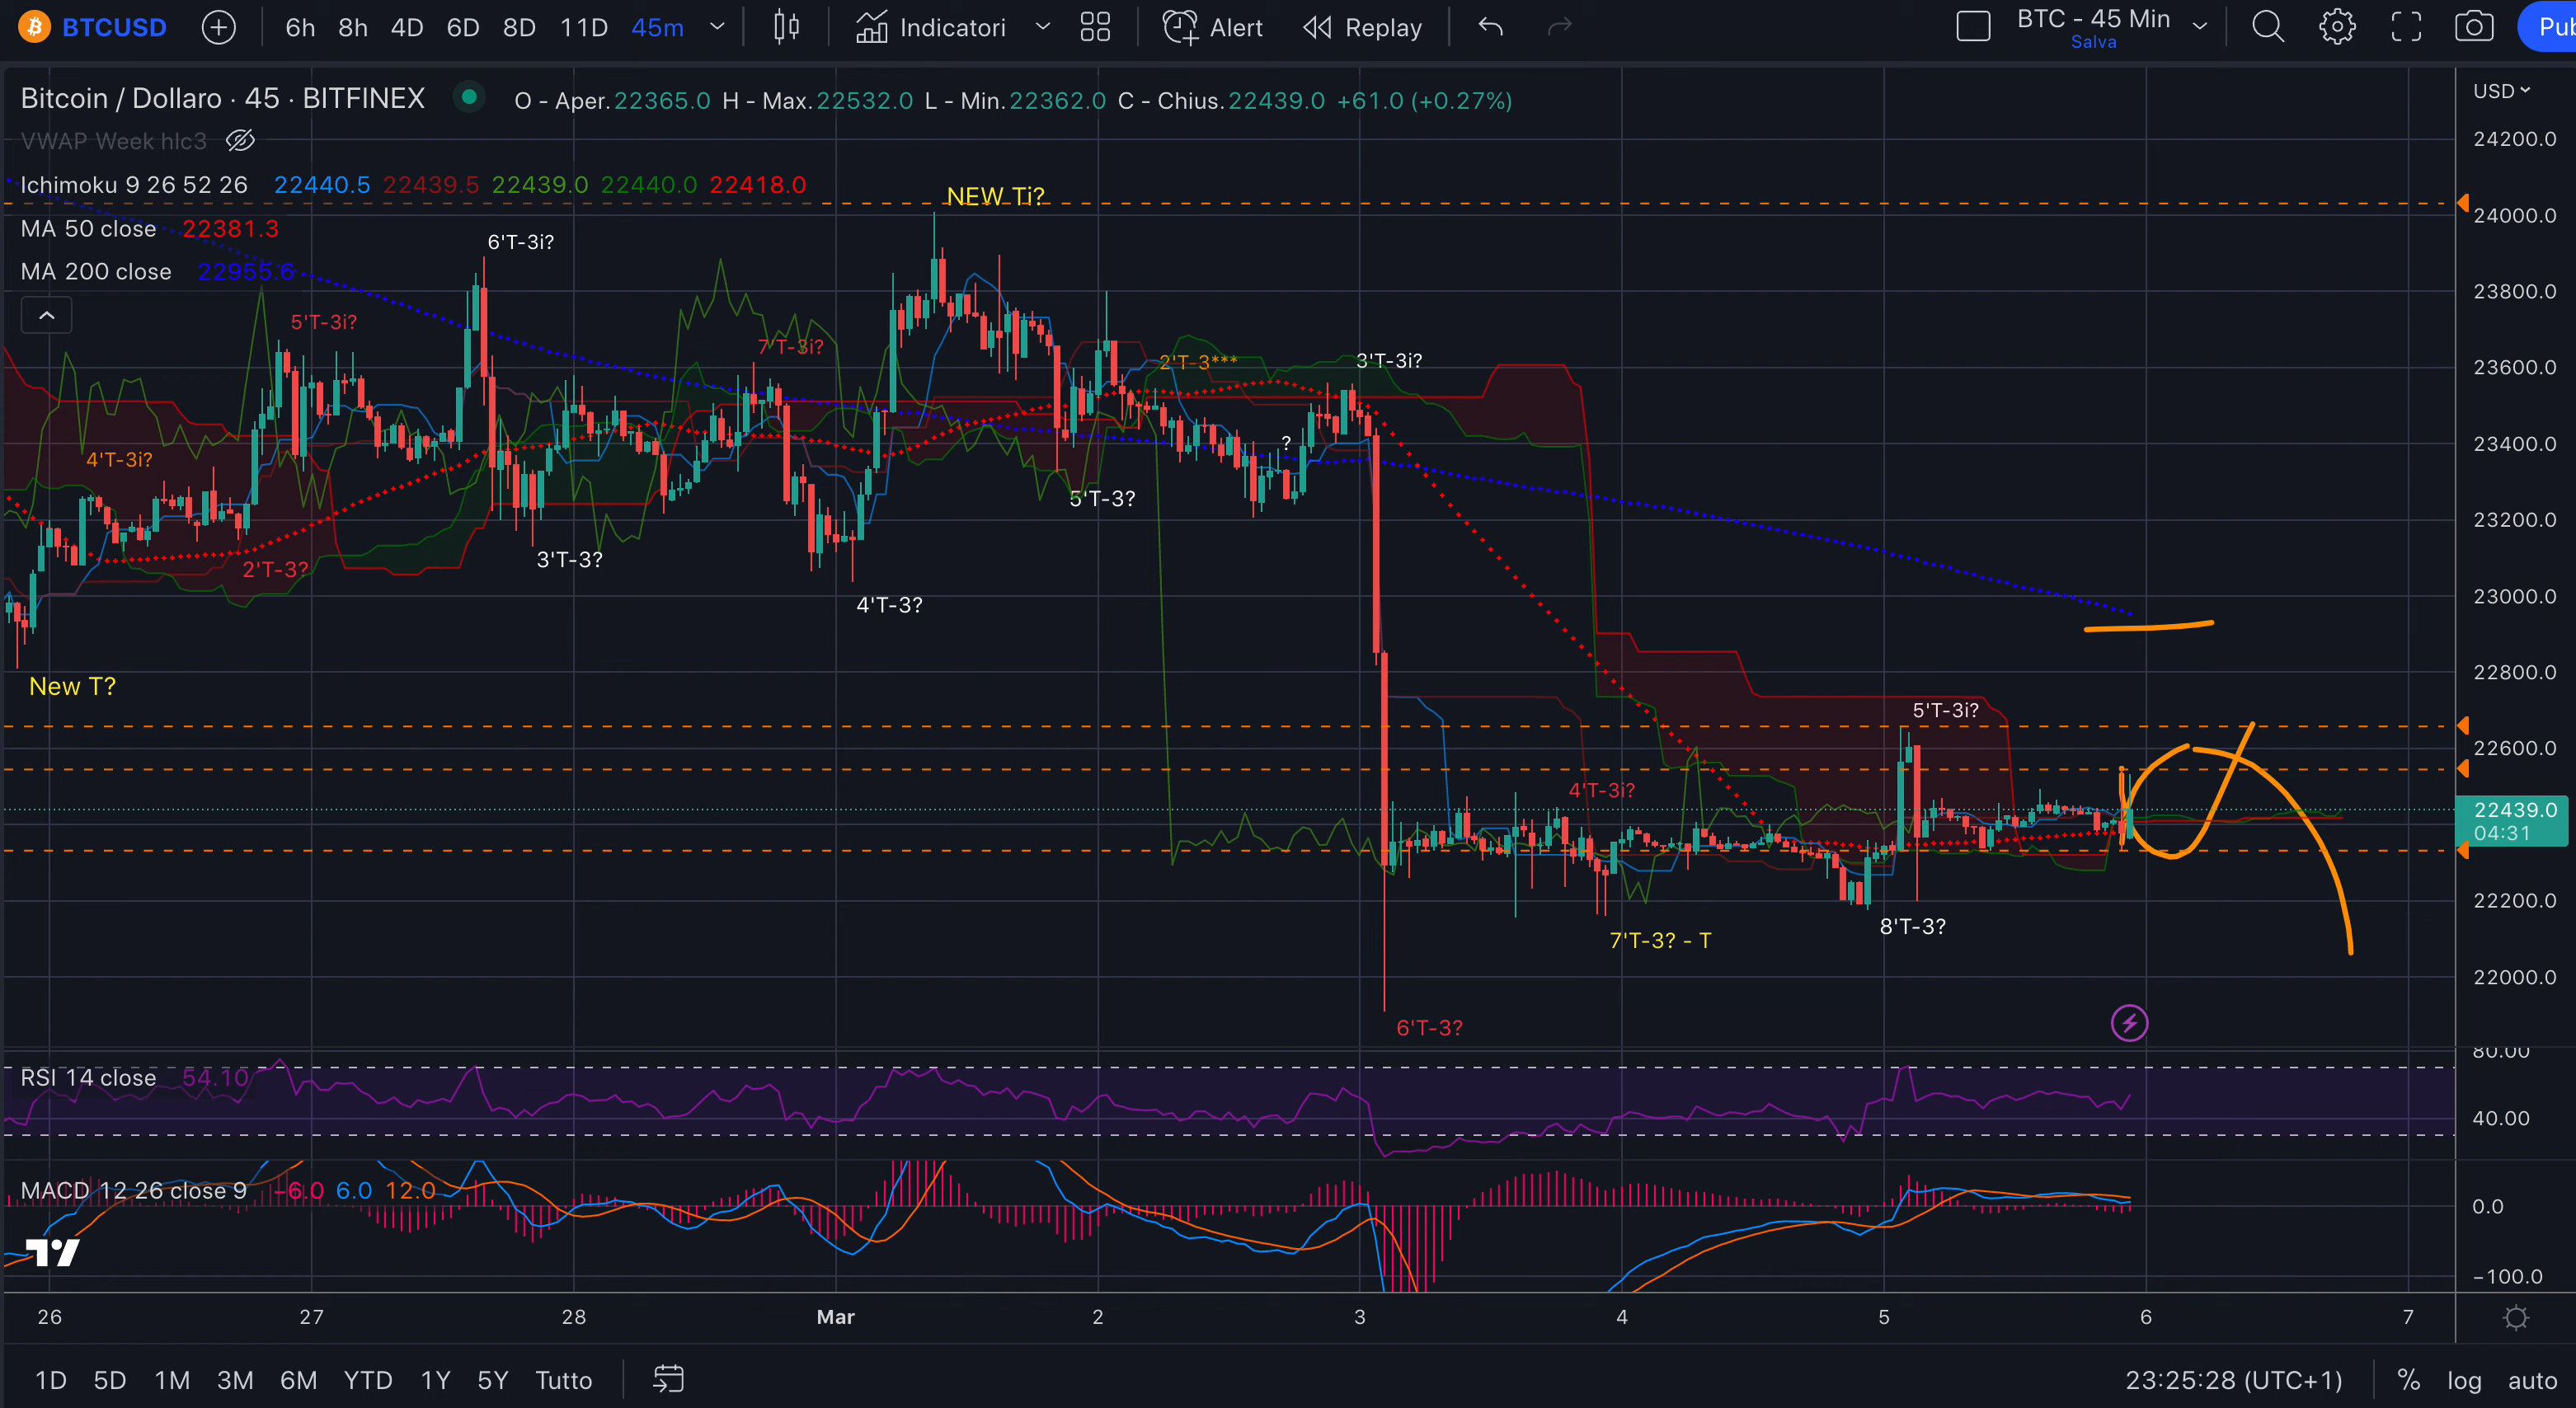 BTCUSD 6h 8h 4D 6D 8D 11D 45m Indicatori Alert Replay BTC - 45 Min Pub
Salva
Bitcoin / Dollaro · 45 · BITFINEX O - Aper.22365.0 H - Max.22532.0 L - Min.22362.0 C - Chius.22439.0 +61.0 (+0.27%)
USD
VWAP Week hlc3
Ichimoku 9 26 52 26 22440.5 22439.5 22439.0 22440.0 22418.0
MA 50 close 22381.3
MA 200 close 22955.6
NEW Ti?
6'T-3i?
5'T-3i?
7'T-3i?
2'T-3***
3'T-3i?
4'T-3i?
?
5'T-3?
3'T-3?
2'T-3?
4'T-3?
New T?
5'T-3i?
4'T-3i?
8'T-3?
7'T-3? - T
6'T-3?
24200.0
24000.0
23800.0
23600.0
23400.0
23200.0
23000.0
22800.0
22600.0
22439.0
04:31
22200.0
22000.0
RSI 14 close 54.10
80.00
40.00
MACD 12 26 close 9 −6.0 6.0 12.0
0.0
−100.0
26 27 28 Mar 2 3 4 5 6 7
1D 5D 1M 3M 6M YTD 1Y 5Y Tutto 23:25:28 (UTC+1) % log auto